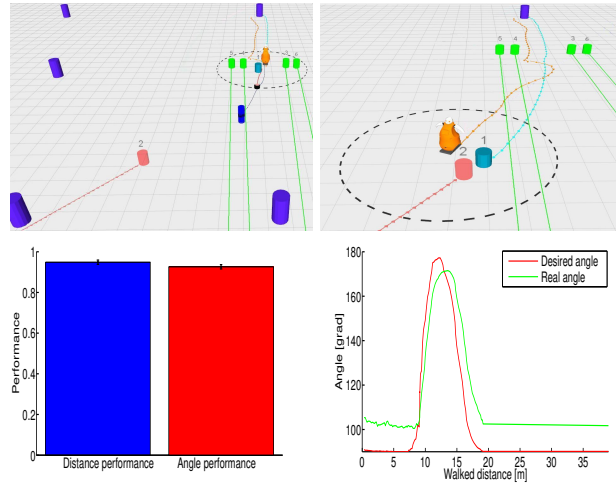 5 4 1 3 6
2
5 4 3 6
2 1
1
0.8
0.6
0.4
0.2
0
Performance
Distance performance Angle performance
Desired angle
Real angle
180
160
140
120
100
Angle [grad]
0 5 10 15 20 25 30 35
Walked distance [m]